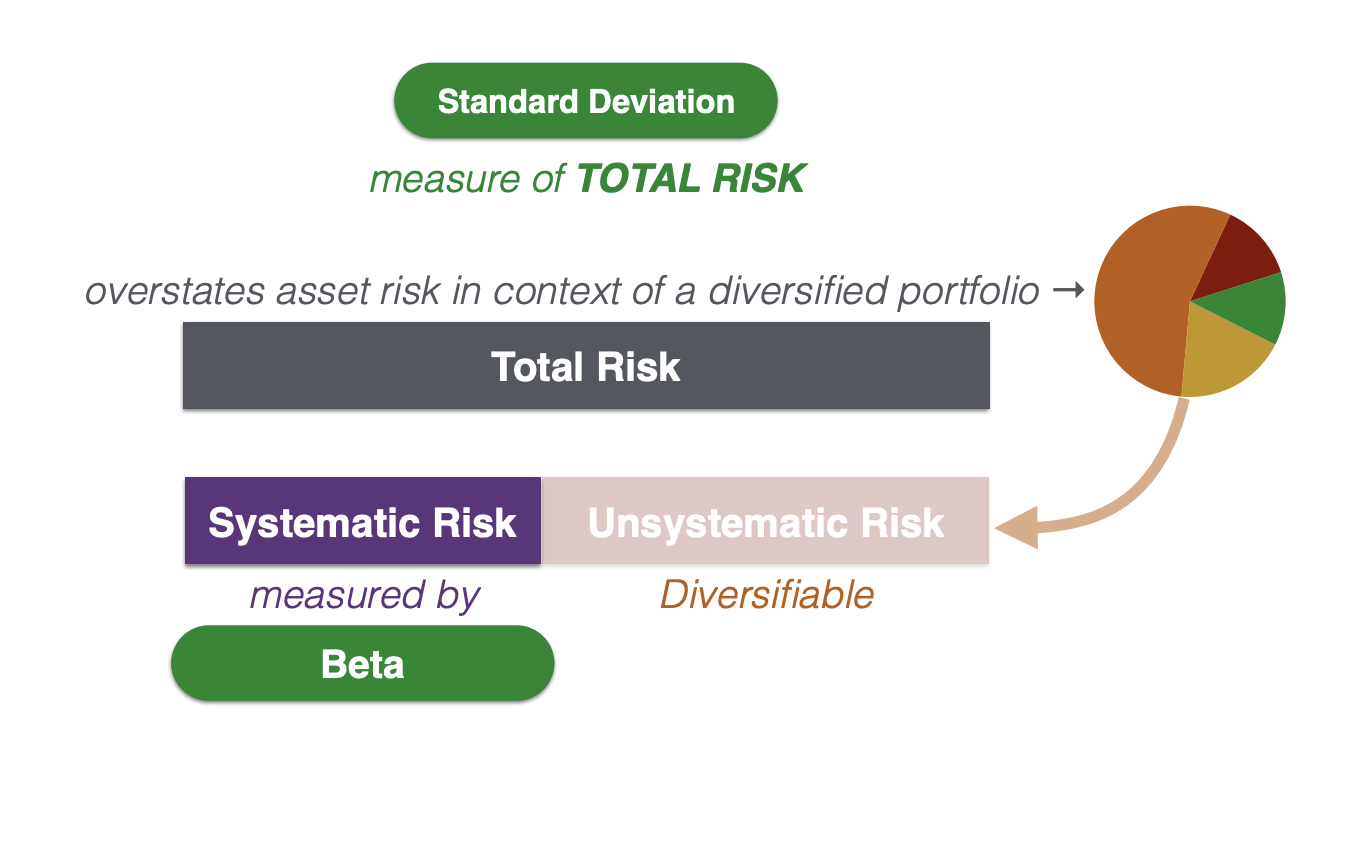 Standard Deviation
measure of TOTAL RISK
overstates asset risk in context of a diversified portfolio →
Total Risk
Systematic Risk Unsystematic Risk
measured by Diversifiable
Beta